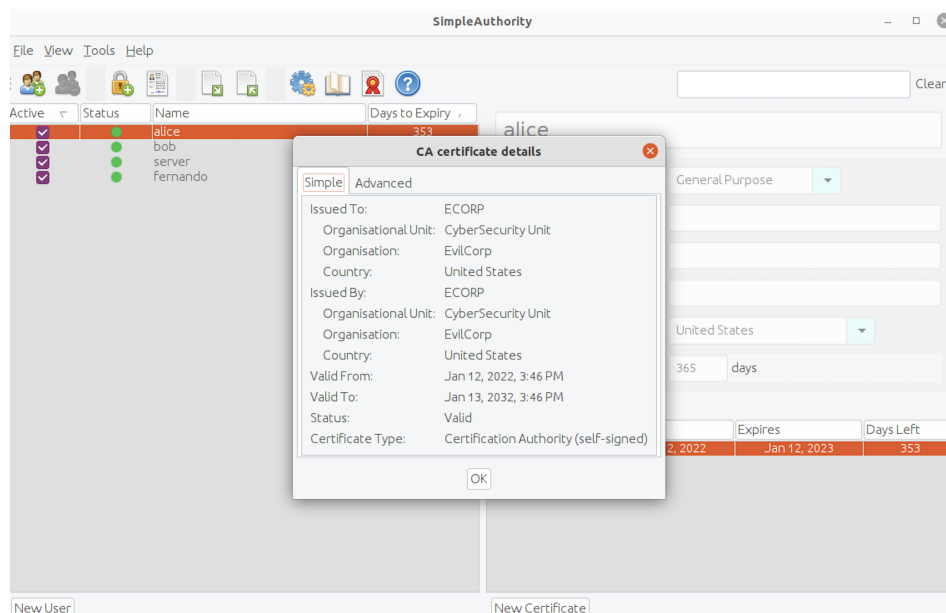 SimpleAuthority
File View Tools Help
Clear
Active Status Name Days to Expiry
alice 353
bob
server
fernando
alice
General Purpose
United States
365 days
Expires Days Left
2, 2022 Jan 12, 2023 353
CA certificate details
Simple Advanced
Issued To: ECORP
Organisational Unit: CyberSecurity Unit
Organisation: EvilCorp
Country: United States
Issued By: ECORP
Organisational Unit: CyberSecurity Unit
Organisation: EvilCorp
Country: United States
Valid From: Jan 12, 2022, 3:46 PM
Valid To: Jan 13, 2032, 3:46 PM
Status: Valid
Certificate Type: Certification Authority (self-signed)
OK
New User
New Certificate